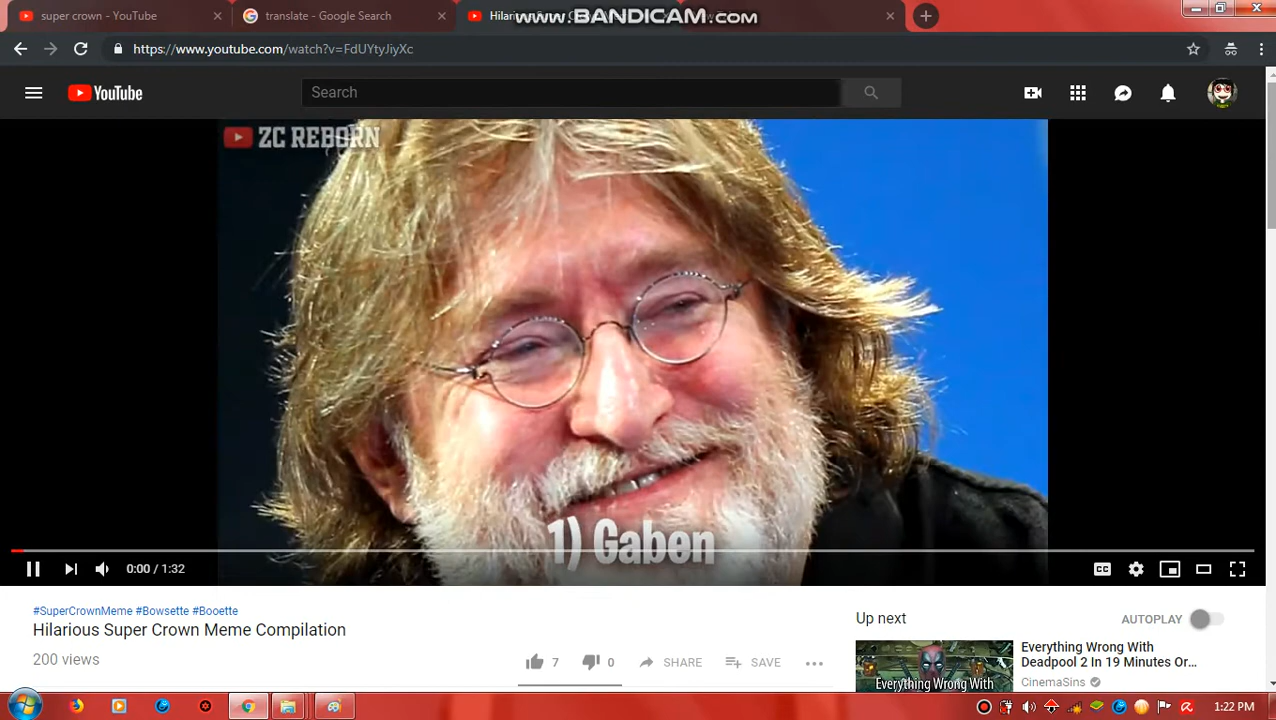 super crown - YouTube
translate - Google Search
Hilari
www.BANDICAM.com
https://www.youtube.com/watch?v=FdUYtyJiyXc
YouTube
Search
ZC REBORN
1) Gaben
0:00 / 1:32
CC
#SuperCrownMeme #Bowsette #Booette
Hilarious Super Crown Meme Compilation
200 views
7
0
SHARE
SAVE
Up next
AUTOPLAY
Everything Wrong With
Everything Wrong With
Deadpool 2 In 19 Minutes Or...
CinemaSins
1:22 PM